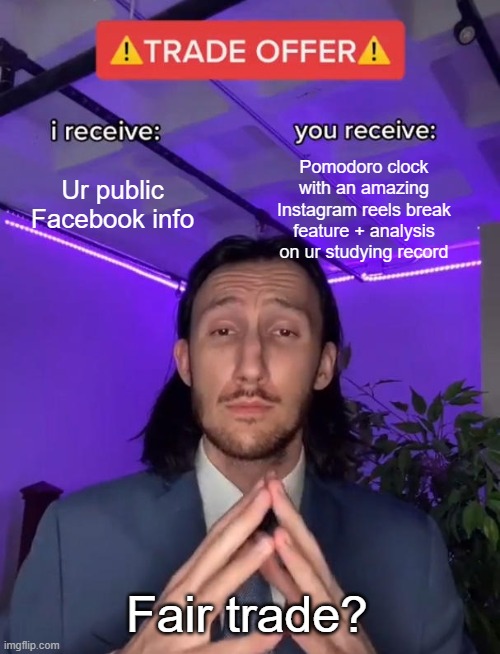 ⚠️TRADE OFFER⚠️
i receive:
you receive:
Ur public
Facebook info
Pomodoro clock
with an amazing
Instagram reels break
feature + analysis
on ur studying record
Fair trade?
imgflip.com